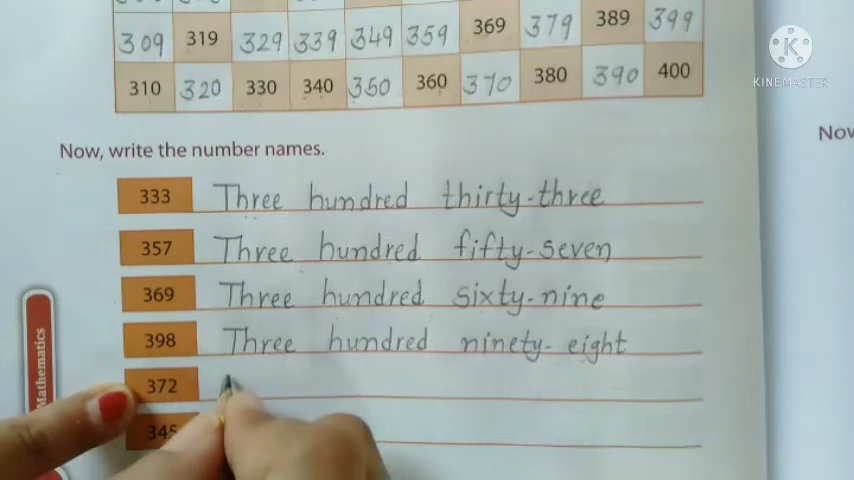 309 319 329 339 349 359 369 379 389 399
310 320 330 340 350 360 370 380 390 400
KINEMASTER
Now, write the number names.
333 Three hundred thirty-three
357 Three hundred fifty-seven
369 Three hundred sixty-nine
398 Three hundred ninety-eight
372
345
Mathematics